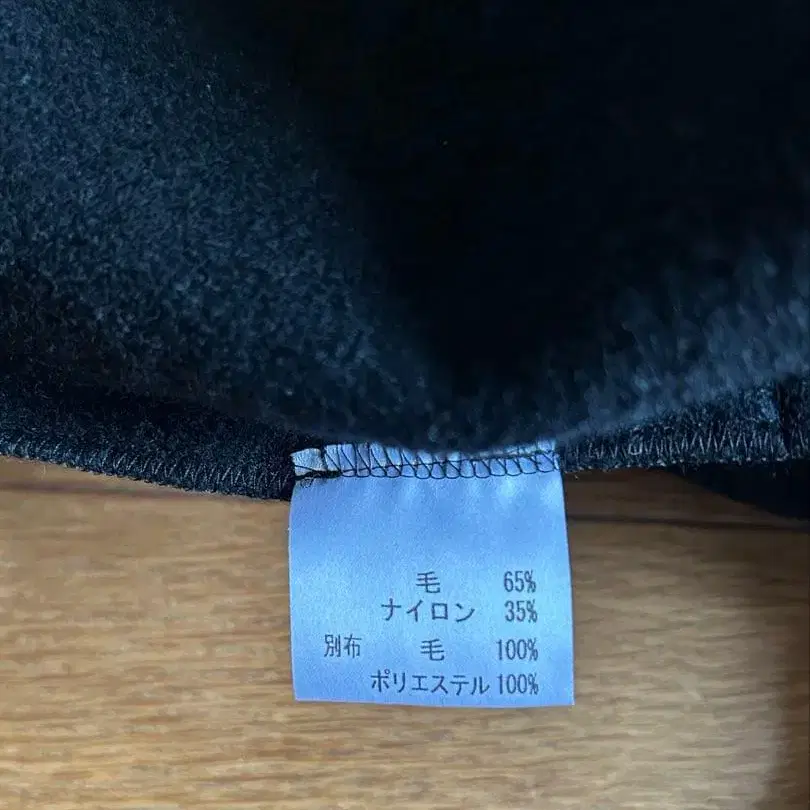 毛 65%
ナイロン 35%
別布 毛 100%
ポリエステル 100%